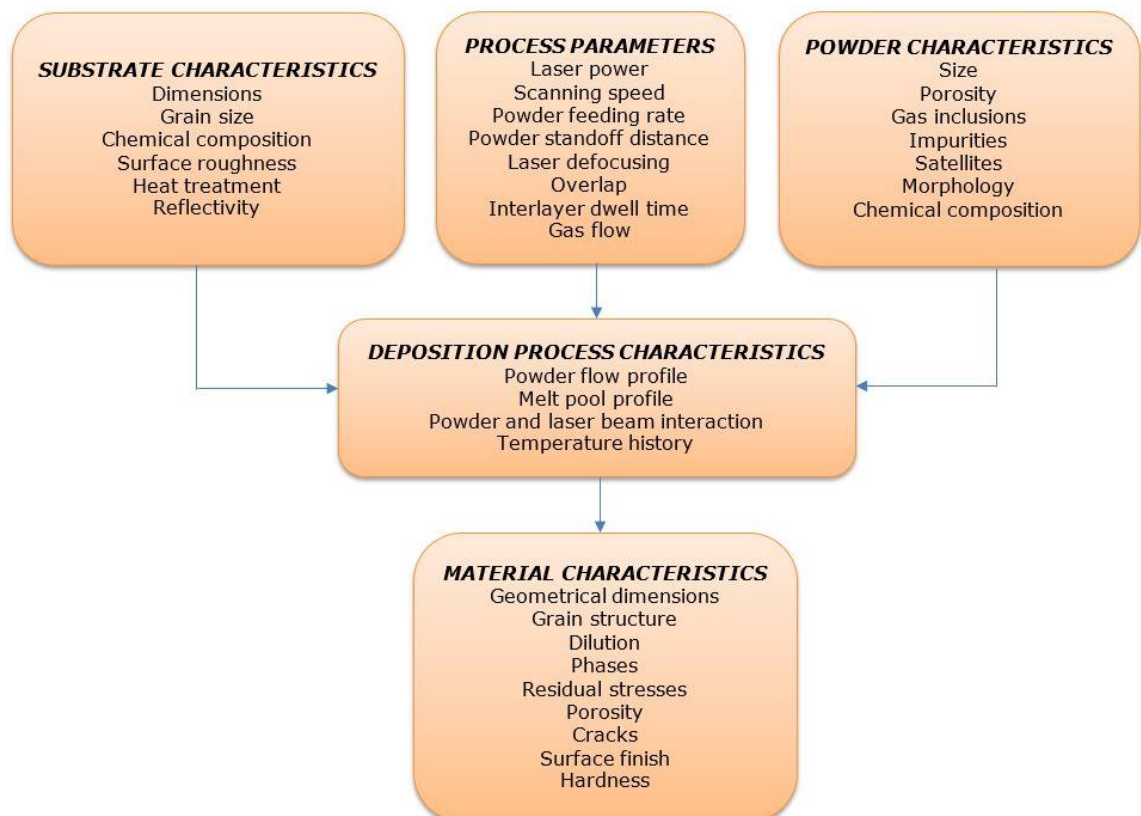 SUBSTRATE CHARACTERISTICS
Dimensions
Grain size
Chemical composition
Surface roughness
Heat treatment
Reflectivity
PROCESS PARAMETERS
Laser power
Scanning speed
Powder feeding rate
Powder standoff distance
Laser defocusing
Overlap
Interlayer dwell time
Gas flow
POWDER CHARACTERISTICS
Size
Porosity
Gas inclusions
Impurities
Satellites
Morphology
Chemical composition
DEPOSITION PROCESS CHARACTERISTICS
Powder flow profile
Melt pool profile
Powder and laser beam interaction
Temperature history
MATERIAL CHARACTERISTICS
Geometrical dimensions
Grain structure
Dilution
Phases
Residual stresses
Porosity
Cracks
Surface finish
Hardness